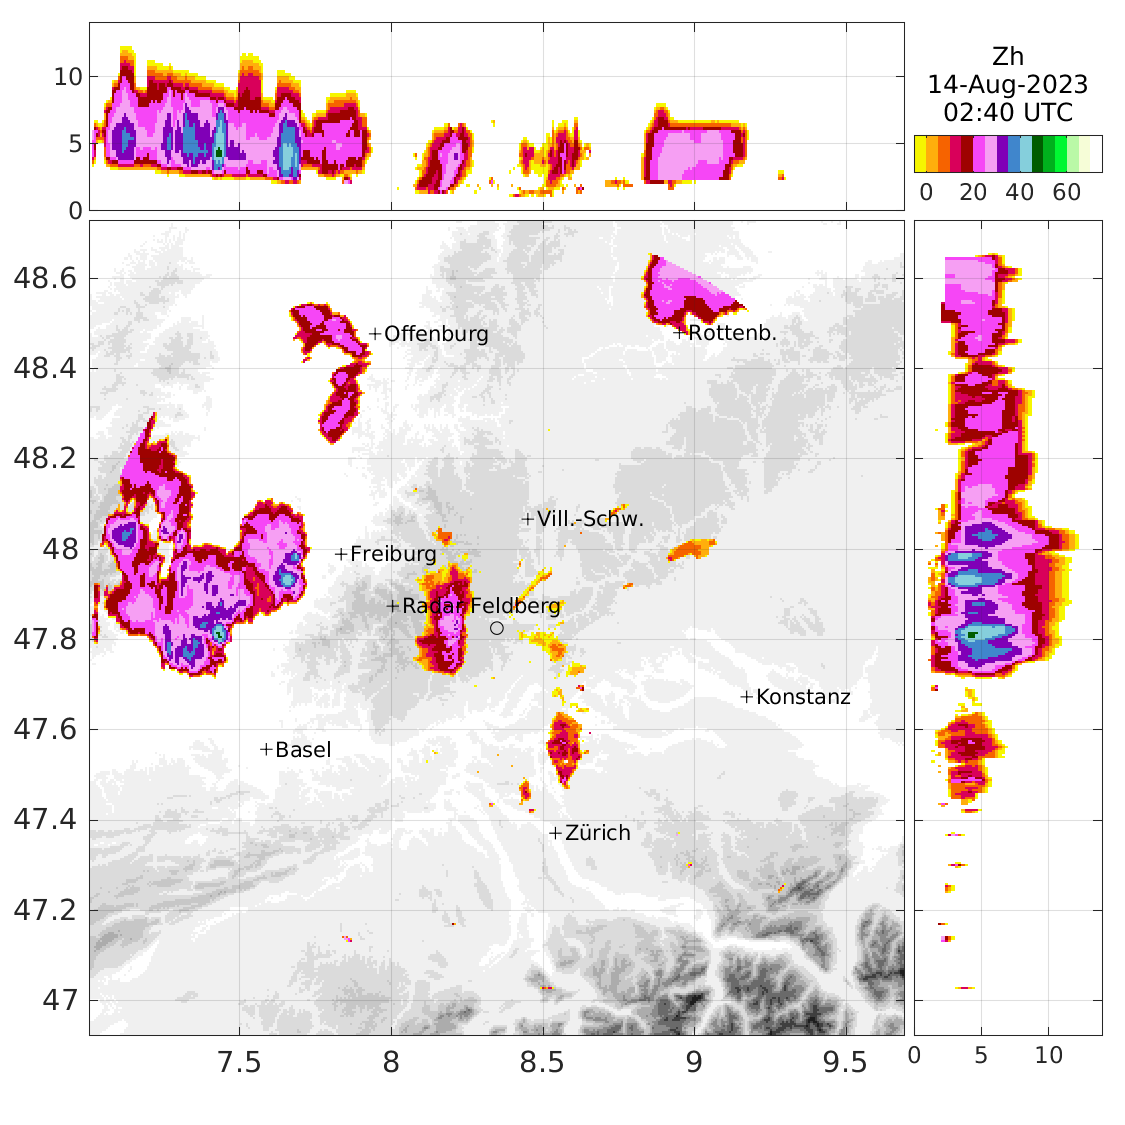 Zh
14-Aug-2023
02:40 UTC
0 20 40 60
10
5
0
48.6
48.4
48.2
48
47.8
47.6
47.4
47.2
47
Offenburg
Rottenb.
Vill.-Schw.
Freiburg
Radar Feldberg
Konstanz
Basel
Zürich
7.5 8 8.5 9 9.5
0 5 10